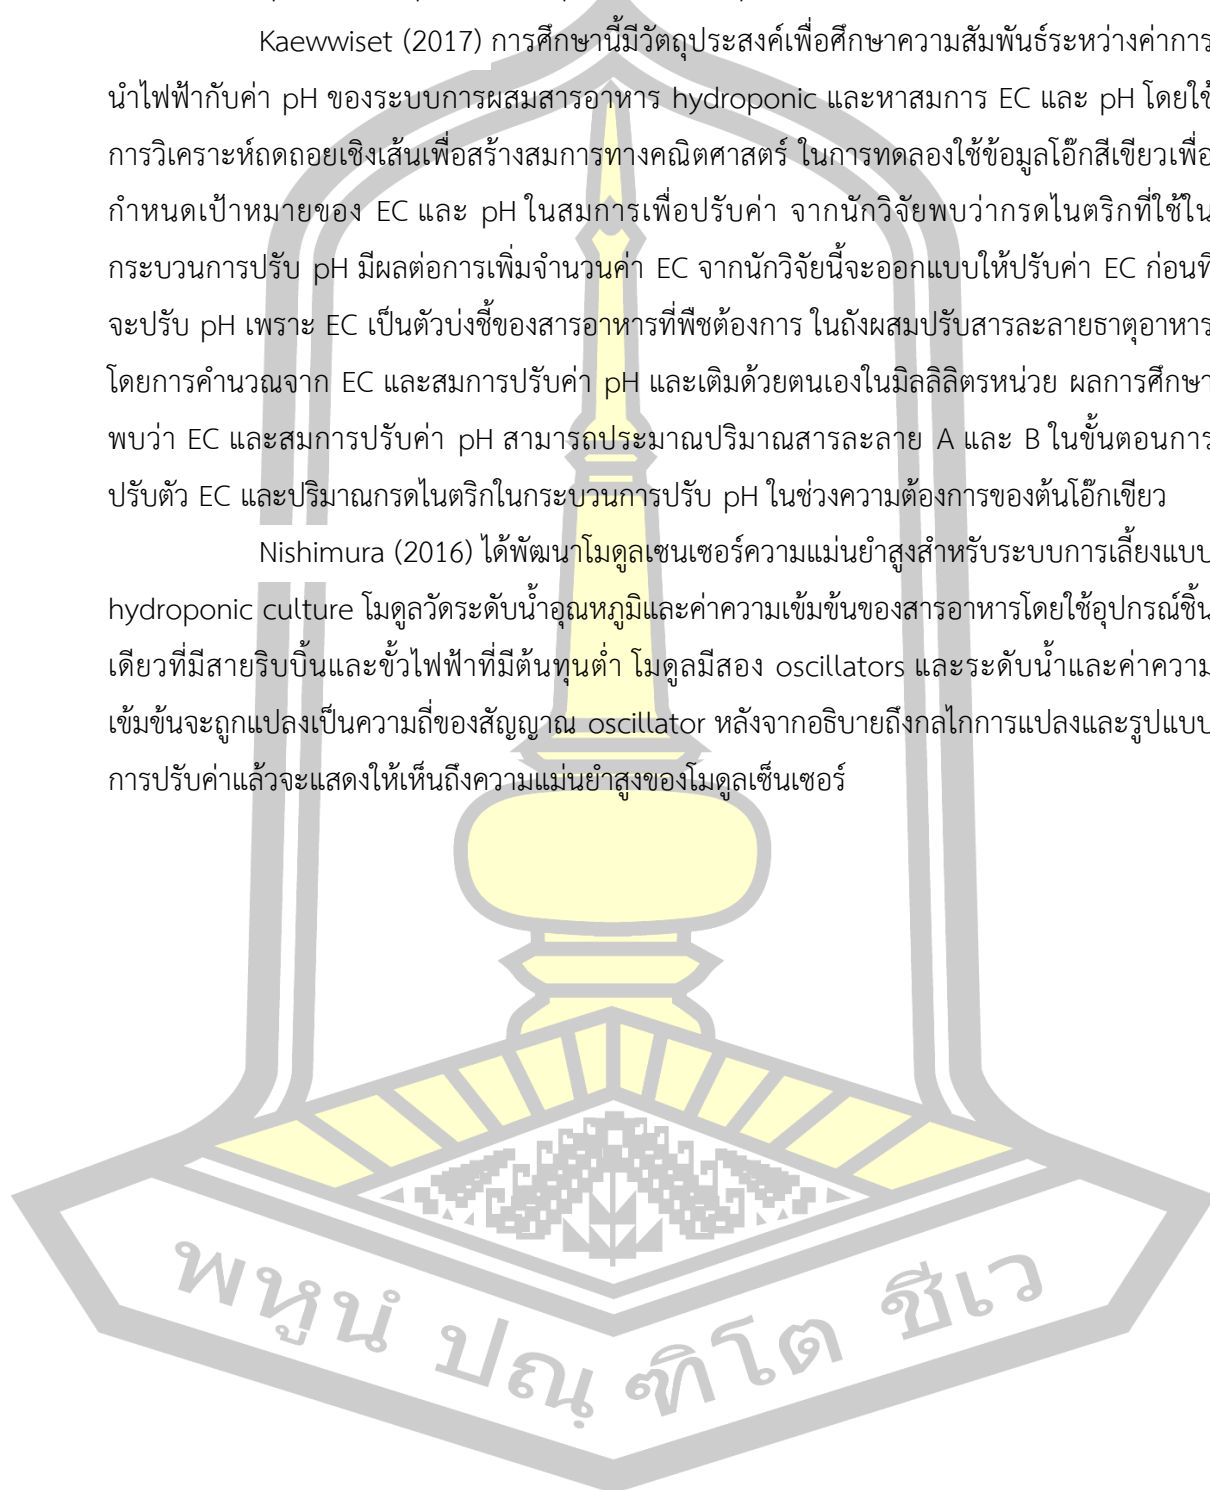 Kaewwiset (2017) การศึกษานี้มีวัตถุประสงค์เพื่อศึกษาความสัมพันธ์ระหว่างค่าการ
นำไฟฟ้ากับค่า pH ของระบบการผสมสารอาหาร hydroponic และหาสมการ EC และ pH โดยใช้
การวิเคราะห์ถดถอยเชิงเส้นเพื่อสร้างสมการทางคณิตศาสตร์ ในการทดลองใช้ข้อมูลโอ๊กสีเขียวเพื่อ
กำหนดเป้าหมายของ EC และ pH ในสมการเพื่อปรับค่า จากนักวิจัยพบว่ากรดไนตริกที่ใช้ใน
กระบวนการปรับ pH มีผลต่อการเพิ่มจำนวนค่า EC จากนักวิจัยนี้จะออกแบบให้ปรับค่า EC ก่อนที่
จะปรับ pH เพราะ EC เป็นตัวบ่งชี้ของสารอาหารที่พืชต้องการ ในถังผสมปรับสารละลายธาตุอาหาร
โดยการคำนวณจาก EC และสมการปรับค่า pH และเติมด้วยตนเองในมิลลิลิตรหน่วย ผลการศึกษา
พบว่า EC และสมการปรับค่า pH สามารถประมาณปริมาณสารละลาย A และ B ในขั้นตอนการ
ปรับตัว EC และปริมาณกรดไนตริกในกระบวนการปรับ pH ในช่วงความต้องการของต้นโอ๊กเขียว
Nishimura (2016) ได้พัฒนาโมดูลเซนเซอร์ความแม่นยำสูงสำหรับระบบการเลี้ยงแบบ
hydroponic culture โมดูลวัดระดับน้ำอุณหภูมิและค่าความเข้มข้นของสารอาหารโดยใช้อุปกรณ์ชิ้น
เดียวที่มีสายริบบิ้นและขั้วไฟฟ้าที่มีต้นทุนต่ำ โมดูลมีสอง oscillators และระดับน้ำและค่าความ
เข้มข้นจะถูกแปลงเป็นความถี่ของสัญญาณ oscillator หลังจากอธิบายถึงกลไกการแปลงและรูปแบบ
การปรับค่าแล้วจะแสดงให้เห็นถึงความแม่นยำสูงของโมดูลเซ็นเซอร์
พหูนํ ปณฺฑิโต ชีเว